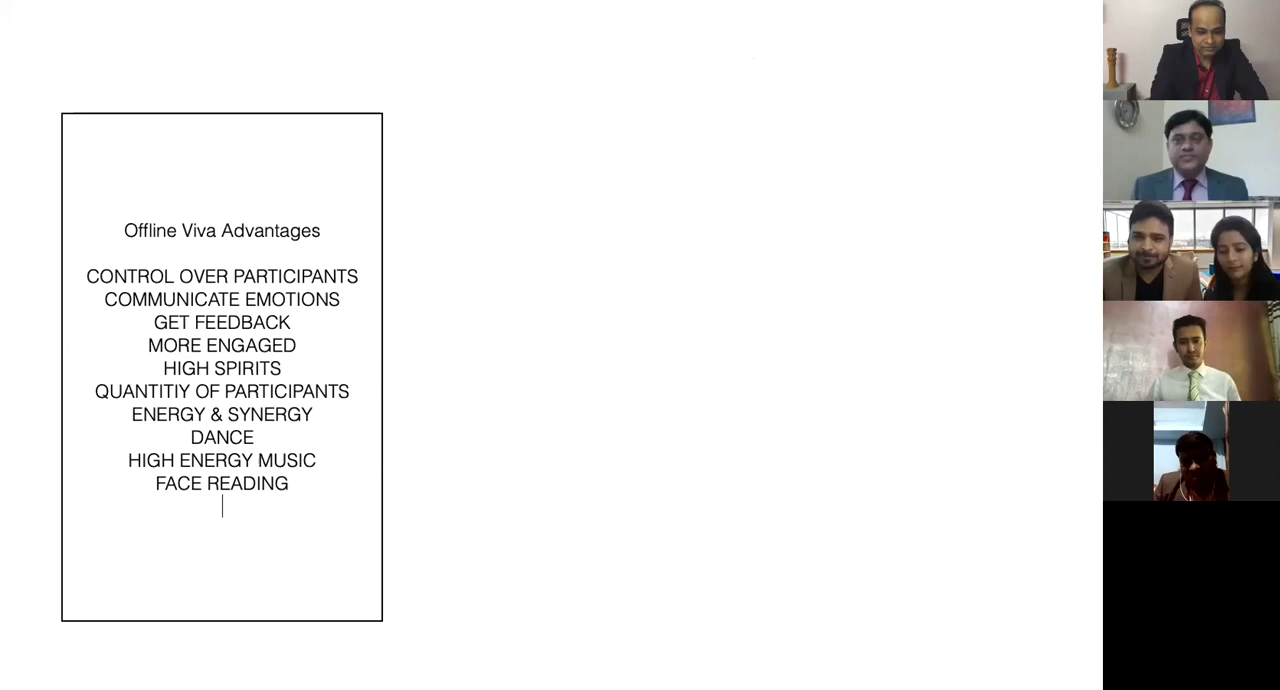 Offline Viva Advantages
CONTROL OVER PARTICIPANTS
COMMUNICATE EMOTIONS
GET FEEDBACK
MORE ENGAGED
HIGH SPIRITS
QUANTITIY OF PARTICIPANTS
ENERGY & SYNERGY
DANCE
HIGH ENERGY MUSIC
FACE READING